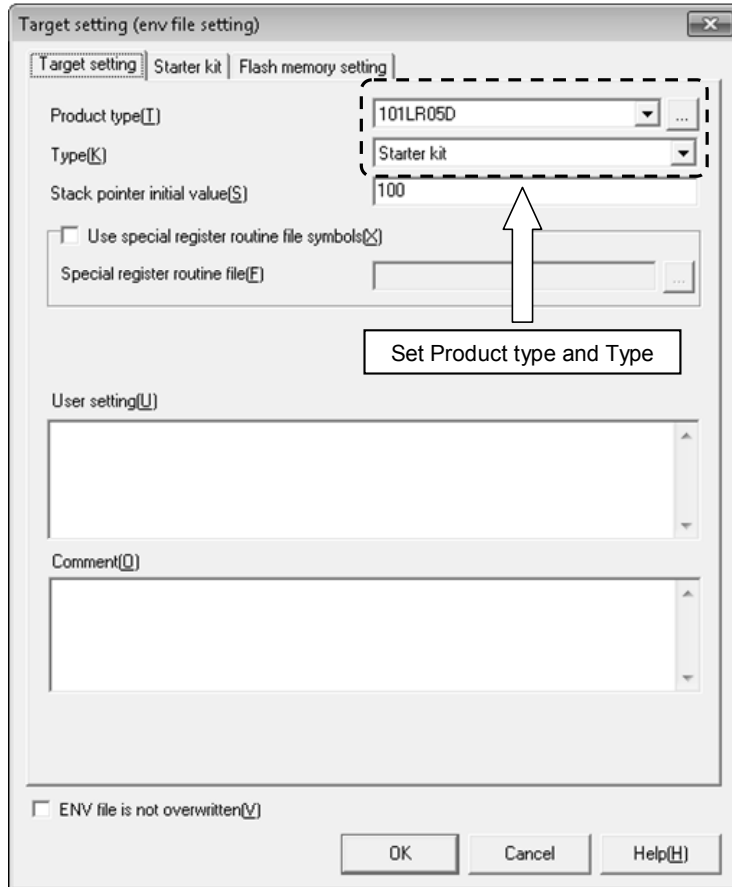 Target setting (env file setting)
Target setting Starter kit Flash memory setting
Product type(T) 101LR05D ...
Type(K) Starter kit
Stack pointer initial value(S) 100
Use special register routine file symbols(X)
Special register routine file(F) ...
Set Product type and Type
User setting(U)
Comment(O)
ENV file is not overwritten(V)
OK Cancel Help(H)